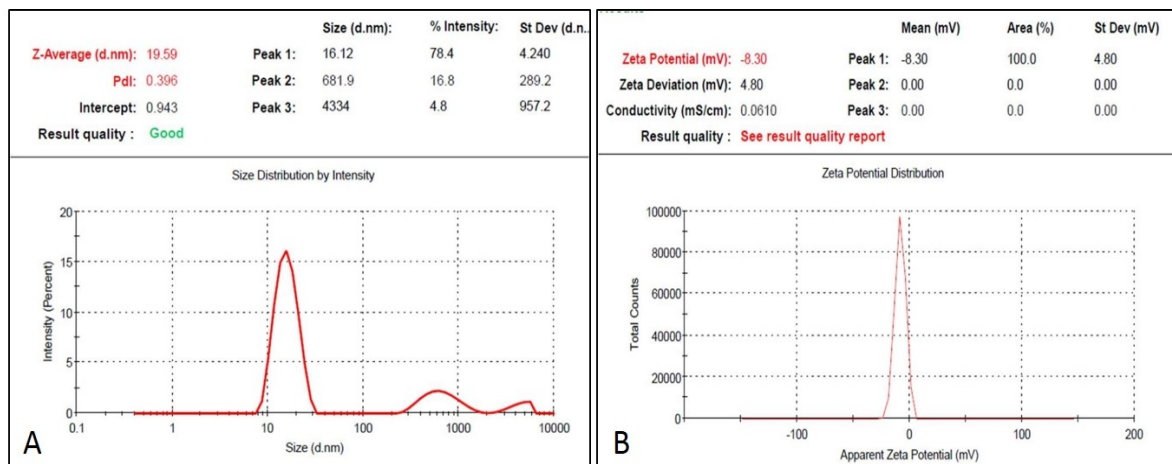 Size (d.nm): % Intensity: St Dev (d.n...
Z-Average (d.nm): 19.59 Peak 1: 16.12 78.4 4.240
PdI: 0.396 Peak 2: 681.9 16.8 289.2
Intercept: 0.943 Peak 3: 4334 4.8 957.2
Result quality : Good
Size Distribution by Intensity
20
15
10
5
0
Intensity (Percent)
0.1 1 10 100 1000 10000
Size (d.nm)
A
Mean (mV) Area (%) St Dev (mV)
Zeta Potential (mV): -8.30 Peak 1: -8.30 100.0 4.80
Zeta Deviation (mV): 4.80 Peak 2: 0.00 0.0 0.00
Conductivity (mS/cm): 0.0610 Peak 3: 0.00 0.0 0.00
Result quality : See result quality report
Zeta Potential Distribution
100000
80000
60000
40000
20000
0
Total Counts
-100 0 100 200
Apparent Zeta Potential (mV)
B